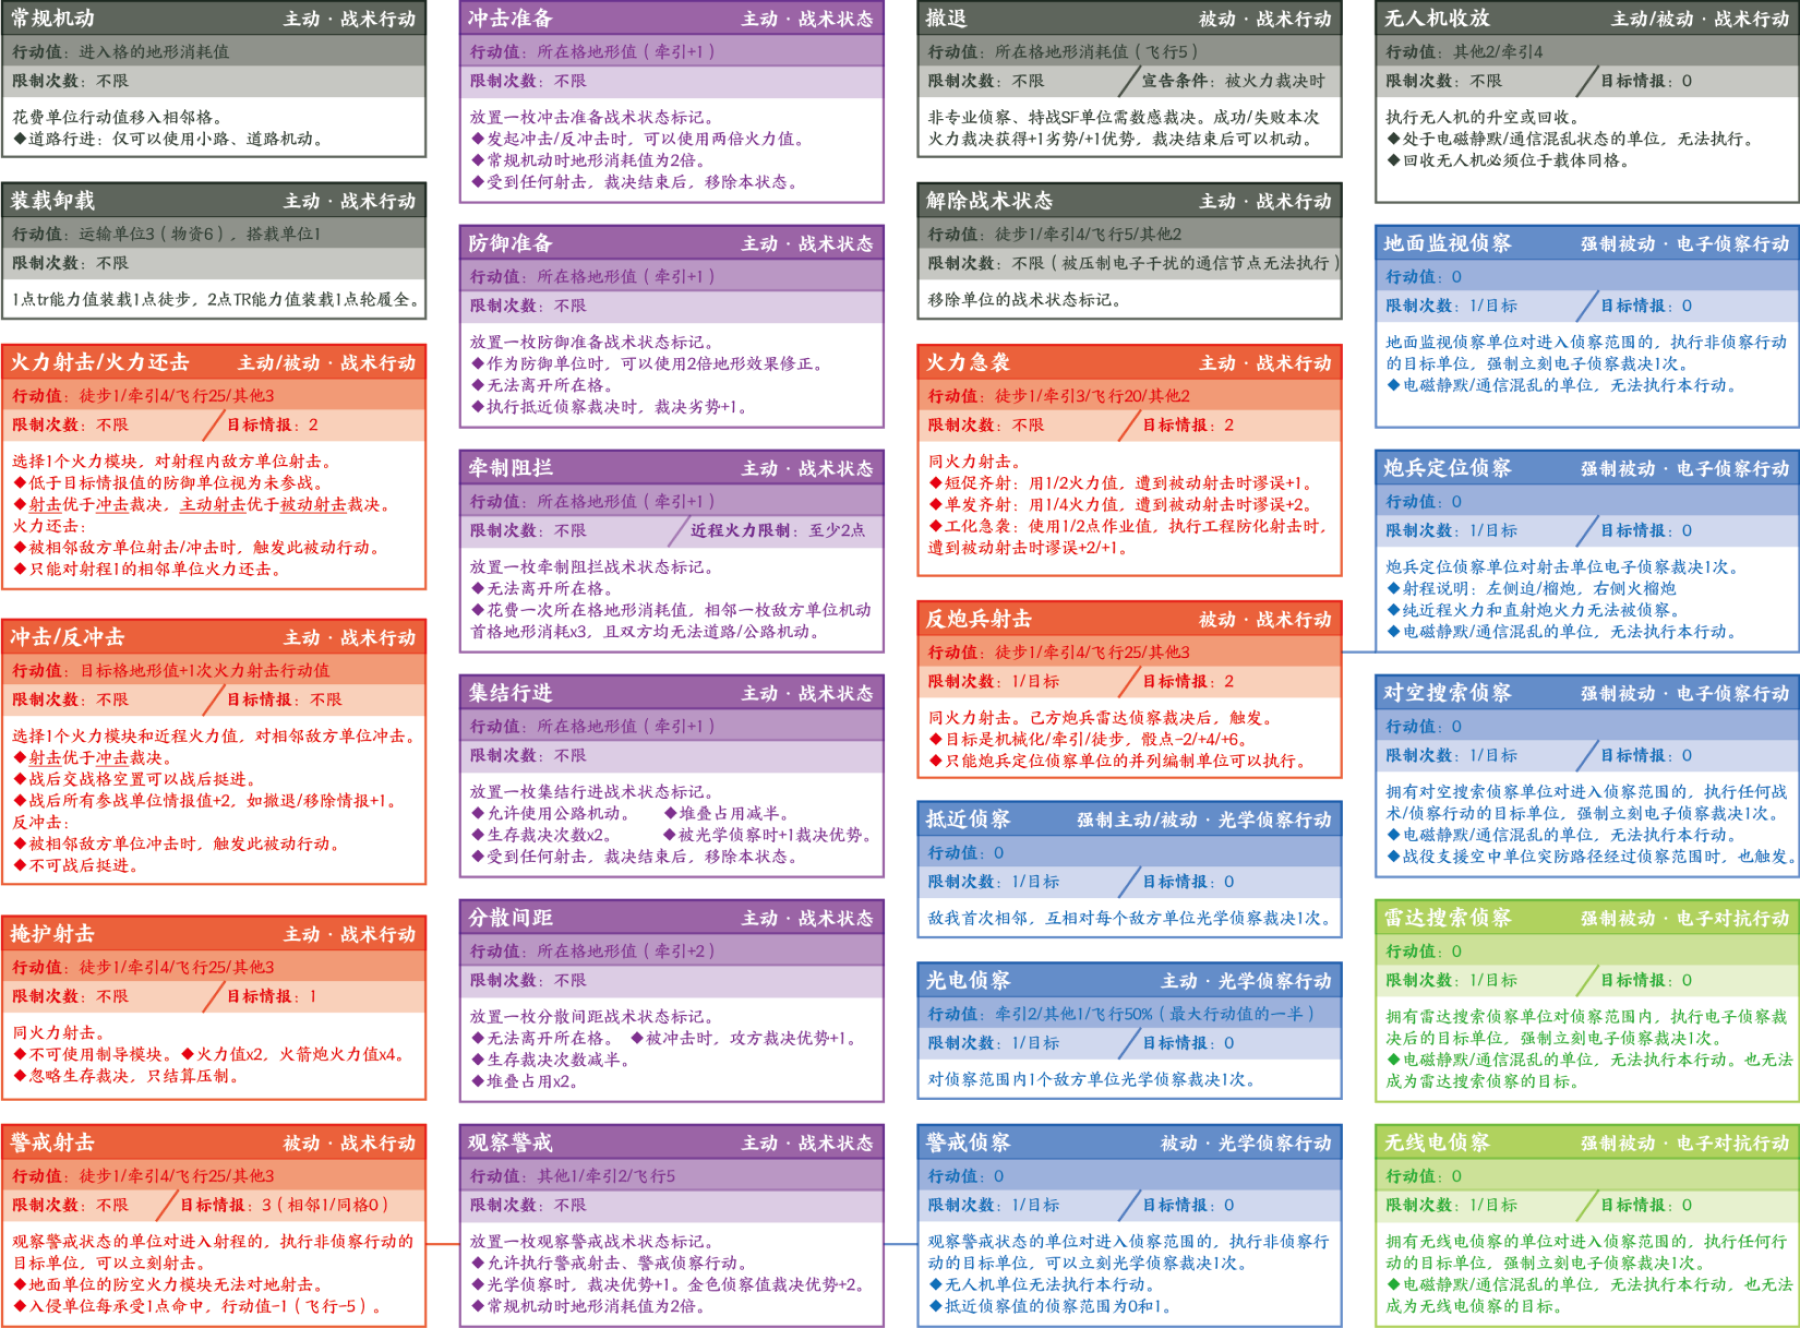 常规机动 主动 · 战术行动
行动值：进入格的地形消耗值
限制次数：不限
花费单位行动值移入相邻格。
◆道路行进：仅可以使用小路、道路机动。
装载卸载 主动 · 战术行动
行动值：运输单位3（物资6），搭载单位1
限制次数：不限
1点tr能力值装载1点徒步，2点TR能力值装载1点轮履全。
火力射击/火力还击 主动/被动 · 战术行动
行动值：徒步1/牵引4/飞行25/其他3
限制次数：不限 目标情报：2
选择1个火力模块，对射程内敌方单位射击。
◆低于目标情报值的防御单位视为未参战。
◆射击优于冲击裁决，主动射击优于被动射击裁决。
火力还击：
◆被相邻敌方单位射击/冲击时，触发此被动行动。
◆只能对射程1的相邻单位火力还击。
冲击/反冲击 主动 · 战术行动
行动值：目标格地形值+1次火力射击行动值
限制次数：不限 目标情报：不限
选择1个火力模块和近程火力值，对相邻敌方单位冲击。
◆射击优于冲击裁决。
◆战后交战格空置可以战后挺进。
◆战后所有参战单位情报值+2，如撤退/移除情报+1。
反冲击：
◆被相邻敌方单位冲击时，触发此被动行动。
◆不可战后挺进。
掩护射击 主动 · 战术行动
行动值：徒步1/牵引4/飞行25/其他3
限制次数：不限 目标情报：1
同火力射击。
◆不可使用制导模块。◆火力值x2，火箭炮火力值x4。
◆忽略生存裁决，只结算压制。
警戒射击 被动 · 战术行动
行动值：徒步1/牵引4/飞行25/其他3
限制次数：不限 目标情报：3（相邻1/同格0）
观察警戒状态的单位对进入射程的，执行非侦察行动的
目标单位，可以立刻射击。
◆地面单位的防空火力模块无法对地射击。
◆入侵单位每承受1点命中，行动值-1（飞行-5）。
冲击准备 主动 · 战术状态
行动值：所在格地形值（牵引+1）
限制次数：不限
放置一枚冲击准备战术状态标记。
◆发起冲击/反冲击时，可以使用两倍火力值。
◆常规机动时地形消耗值为2倍。
◆受到任何射击，裁决结束后，移除本状态。
防御准备 主动 · 战术状态
行动值：所在格地形值（牵引+1）
限制次数：不限
放置一枚防御准备战术状态标记。
◆作为防御单位时，可以使用2倍地形效果修正。
◆无法离开所在格。
◆执行抵近侦察裁决时，裁决劣势+1。
牵制阻拦 主动 · 战术状态
行动值：所在格地形值（牵引+1）
限制次数：不限 近程火力限制：至少2点
放置一枚牵制阻拦战术状态标记。
◆无法离开所在格。
◆花费一次所在格地形消耗值，相邻一枚敌方单位机动
首格地形消耗x3，且双方均无法道路/公路机动。
集结行进 主动 · 战术状态
行动值：所在格地形值（牵引+1）
限制次数：不限
放置一枚集结行进战术状态标记。
◆允许使用公路机动。 ◆堆叠占用减半。
◆生存裁决次数x2。 ◆被光学侦察时+1裁决优势。
◆受到任何射击，裁决结束后，移除本状态。
分散间距 主动 · 战术状态
行动值：所在格地形值（牵引+2）
限制次数：不限
放置一枚分散间距战术状态标记。
◆无法离开所在格。 ◆被冲击时，攻方裁决优势+1。
◆生存裁决次数减半。
◆堆叠占用x2。
观察警戒 主动 · 战术状态
行动值：其他1/牵引2/飞行5
限制次数：不限
放置一枚观察警戒战术状态标记。
◆允许执行警戒射击、警戒侦察行动。
◆光学侦察时，裁决优势+1。金色侦察值裁决优势+2。
◆常规机动时地形消耗值为2倍。
撤退 被动 · 战术行动
行动值：所在格地形消耗值（飞行5）
限制次数：不限 宣告条件：被火力裁决时
非专业侦察、特战SF单位需数感裁决。成功/失败本次
火力裁决获得+1劣势/+1优势，裁决结束后可以机动。
解除战术状态 主动 · 战术行动
行动值：徒步1/牵引4/飞行5/其他2
限制次数：不限（被压制电子干扰的通信节点无法执行）
移除单位的战术状态标记。
火力急袭 主动 · 战术行动
行动值：徒步1/牵引3/飞行20/其他2
限制次数：不限 目标情报：2
同火力射击。
◆短促齐射：用1/2火力值，遭到被动射击时谬误+1。
◆单发齐射：用1/4火力值，遭到被动射击时谬误+2。
◆工化急袭：使用1/2点作业值，执行工程防化射击时，
遭到被动射击时谬误+2/+1。
反炮兵射击 被动 · 战术行动
行动值：徒步1/牵引4/飞行25/其他3
限制次数：1/目标 目标情报：2
同火力射击。己方炮兵雷达侦察裁决后，触发。
◆目标是机械化/牵引/徒步，骰点-2/+4/+6。
◆只能炮兵定位侦察单位的并列编制单位可以执行。
抵近侦察 强制主动/被动 · 光学侦察行动
行动值：0
限制次数：1/目标 目标情报：0
敌我首次相邻，互相对每个敌方单位光学侦察裁决1次。
光电侦察 主动 · 光学侦察行动
行动值：牵引2/其他1/飞行50%（最大行动值的一半）
限制次数：1/目标 目标情报：0
对侦察范围内1个敌方单位光学侦察裁决1次。
警戒侦察 被动 · 光学侦察行动
行动值：0
限制次数：1/目标 目标情报：0
观察警戒状态的单位对进入侦察范围的，执行非侦察行
动的目标单位，可以立刻光学侦察裁决1次。
◆无人机单位无法执行本行动。
◆抵近侦察值的侦察范围为0和1。
无人机收放 主动/被动 · 战术行动
行动值：其他2/牵引4
限制次数：不限 目标情报：0
执行无人机的升空或回收。
◆处于电磁静默/通信混乱状态的单位，无法执行。
◆回收无人机必须位于载体同格。
地面监视侦察 强制被动 · 电子侦察行动
行动值：0
限制次数：1/目标 目标情报：0
地面监视侦察单位对进入侦察范围的，执行非侦察行动
的目标单位，强制立刻电子侦察裁决1次。
◆电磁静默/通信混乱的单位，无法执行本行动。
炮兵定位侦察 强制被动 · 电子侦察行动
行动值：0
限制次数：1/目标 目标情报：0
炮兵定位侦察单位对射击单位电子侦察裁决1次。
◆射程说明：左侧迫/榴炮，右侧火榴炮
◆纯近程火力和直射炮火力无法被侦察。
◆电磁静默/通信混乱的单位，无法执行本行动。
对空搜索侦察 强制被动 · 电子侦察行动
行动值：0
限制次数：1/目标 目标情报：0
拥有对空搜索侦察单位对进入侦察范围的，执行任何战
术/侦察行动的目标单位，强制立刻电子侦察裁决1次。
◆电磁静默/通信混乱的单位，无法执行本行动。
◆战役支援空中单位突防路径经过侦察范围时，也触发。
雷达搜索侦察 强制被动 · 电子对抗行动
行动值：0
限制次数：1/目标 目标情报：0
拥有雷达搜索侦察单位对侦察范围内，执行电子侦察裁
决后的目标单位，强制立刻电子侦察裁决1次。
◆电磁静默/通信混乱的单位，无法执行本行动。也无法
成为雷达搜索侦察的目标。
无线电侦察 强制被动 · 电子对抗行动
行动值：0
限制次数：1/目标 目标情报：0
拥有无线电侦察的单位对进入侦察范围的，执行任何行
动的目标单位，强制立刻电子侦察裁决1次。
◆电磁静默/通信混乱的单位，无法执行本行动，也无法
成为无线电侦察的目标。